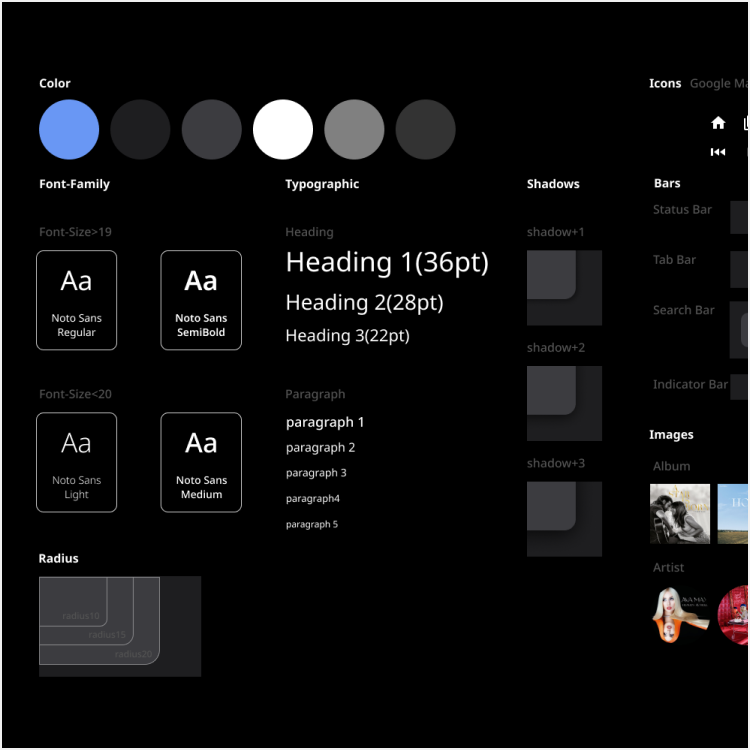 Color
Icons Google Ma
Font-Family
Font-Size>19
Aa
Noto Sans
Regular
Aa
Noto Sans
SemiBold
Font-Size<20
Aa
Noto Sans
Light
Aa
Noto Sans
Medium
Radius
radius10
radius15
radius20
Typographic
Heading
Heading 1(36pt)
Heading 2(28pt)
Heading 3(22pt)
Paragraph
paragraph 1
paragraph 2
paragraph 3
paragraph4
paragraph 5
Shadows
shadow+1
shadow+2
shadow+3
Bars
Status Bar
Tab Bar
Search Bar
Indicator Bar
Images
Album
Artist